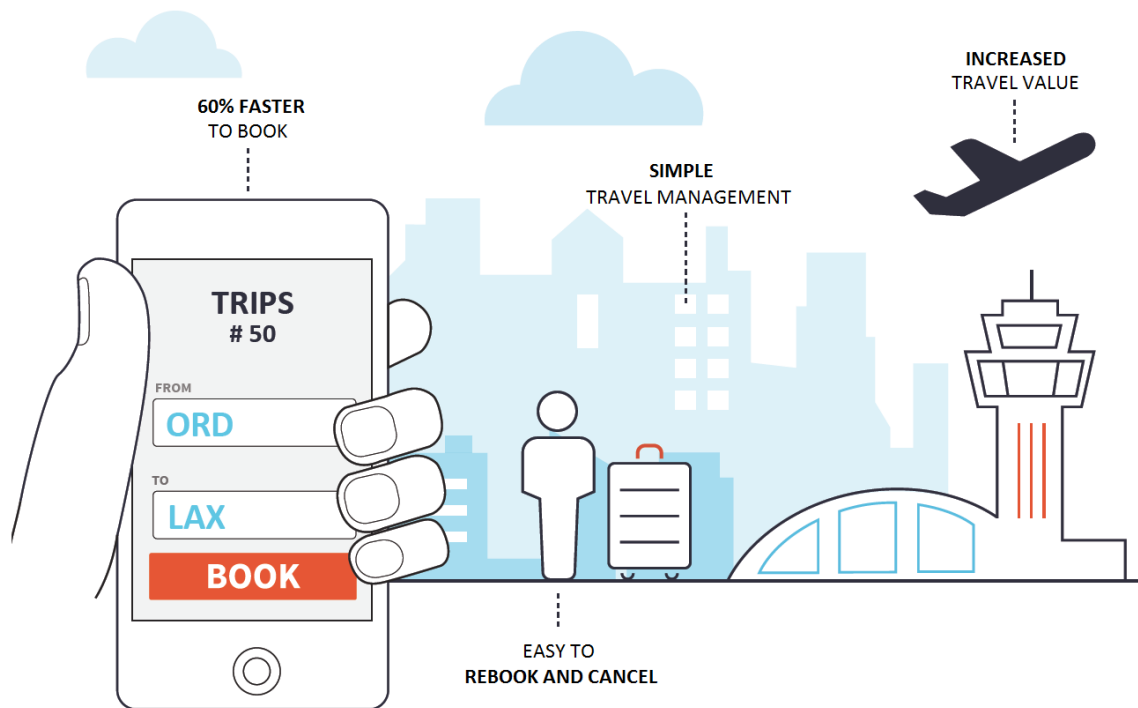 60% FASTER
TO BOOK
INCREASED
TRAVEL VALUE
SIMPLE
TRAVEL MANAGEMENT
TRIPS
# 50
FROM
ORD
TO
LAX
BOOK
EASY TO
REBOOK AND CANCEL